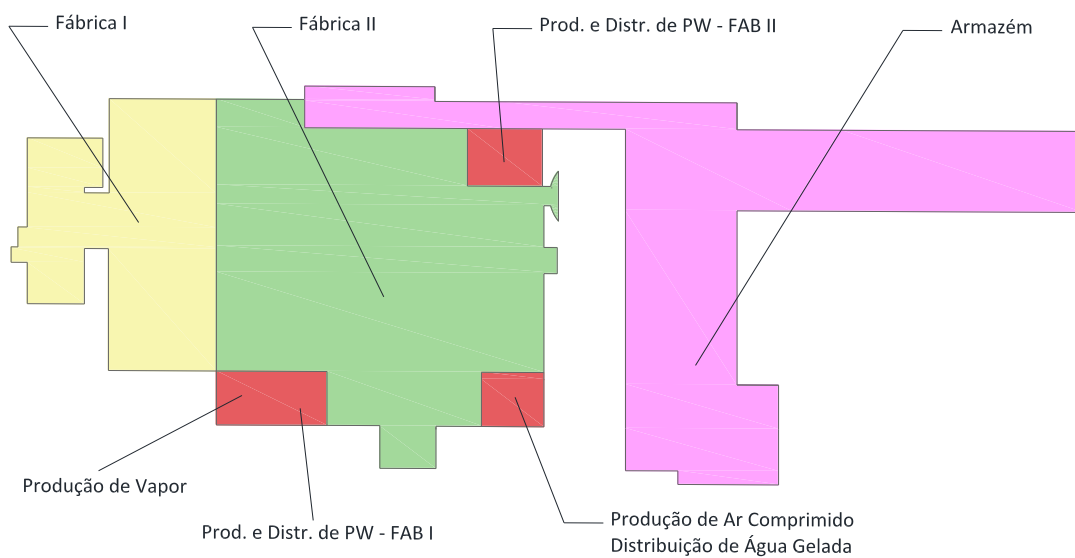 Fábrica I
Fábrica II
Prod. e Distr. de PW - FAB II
Armazém
Produção de Vapor
Prod. e Distr. de PW - FAB I
Produção de Ar Comprimido
Distribuição de Água Gelada